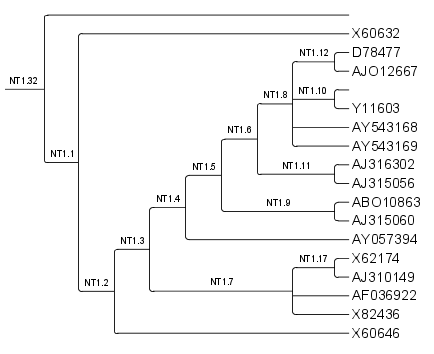 X60632
NT1.12 D78477
AJO12667
NT1.32
NT1.8 NT1.10
Y11603
NT1.6 AY543168
AY543169
NT1.1
NT1.5 NT1.11 AJ316302
AJ315056
NT1.4 NT1.9 ABO10863
AJ315060
NT1.3 AY057394
NT1.17 X62174
NT1.2 NT1.7 AJ310149
AF036922
X82436
X60646